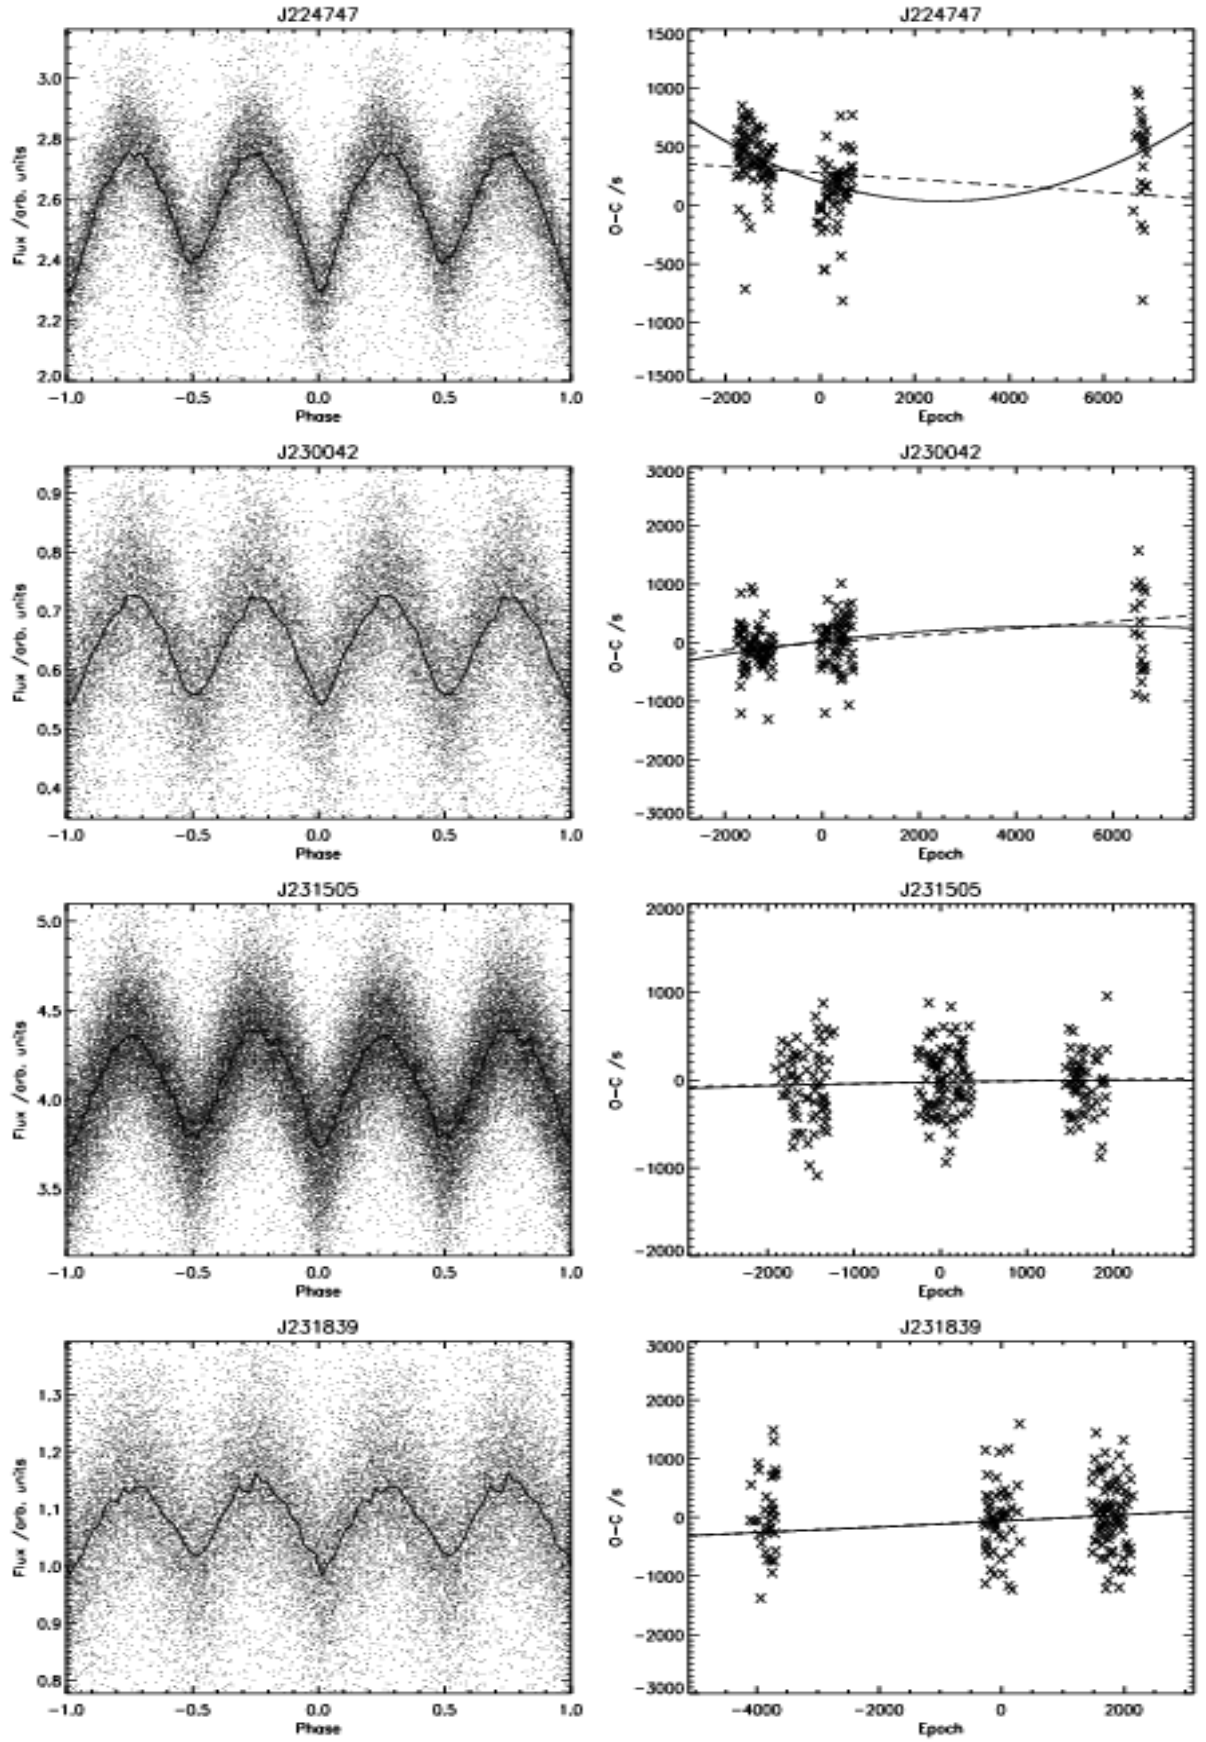 J224747
3.0
2.8
2.6
2.4
2.2
2.0
Flux /arb. units
-1.0 -0.5 0.0 0.5 1.0
Phase
J224747
1500
1000
500
0
-500
-1000
-1500
O-C /s
-2000 0 2000 4000 6000
Epoch
J230042
0.9
0.8
0.7
0.6
0.5
0.4
Flux /arb. units
-1.0 -0.5 0.0 0.5 1.0
Phase
J230042
3000
2000
1000
0
-1000
-2000
-3000
O-C /s
-2000 0 2000 4000 6000
Epoch
J231505
5.0
4.5
4.0
3.5
Flux /arb. units
-1.0 -0.5 0.0 0.5 1.0
Phase
J231505
2000
1000
0
-1000
-2000
O-C /s
-2000 -1000 0 1000 2000
Epoch
J231839
1.3
1.2
1.1
1.0
0.9
0.8
Flux /arb. units
-1.0 -0.5 0.0 0.5 1.0
Phase
J231839
3000
2000
1000
0
-1000
-2000
-3000
O-C /s
-4000 -2000 0 2000
Epoch